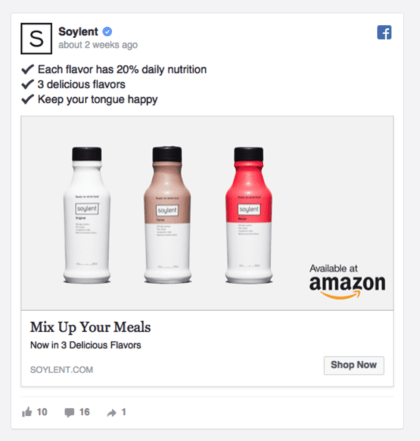 S
Soylent
about 2 weeks ago
f
✔ Each flavor has 20% daily nutrition
✔ 3 delicious flavors
✔ Keep your tongue happy
soylent
Original
soylent
soylent
Available at
amazon
Mix Up Your Meals
Now in 3 Delicious Flavors
SOYLENT.COM
Shop Now
10 16 1